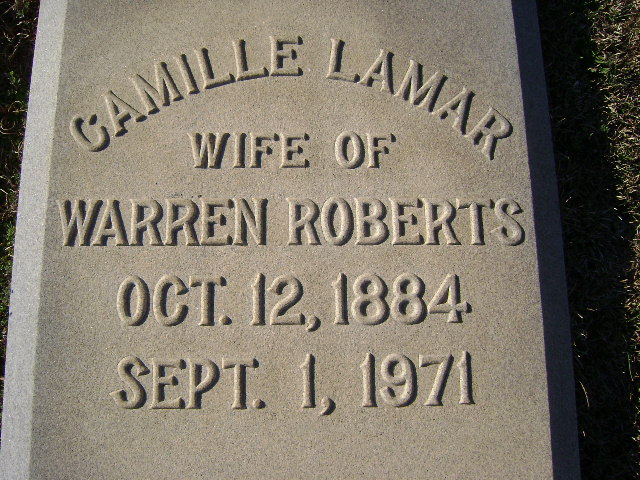 CAMILLE LAMAR
WIFE OF
WARREN ROBERTS
OCT. 12, 1884
SEPT. 1, 1971